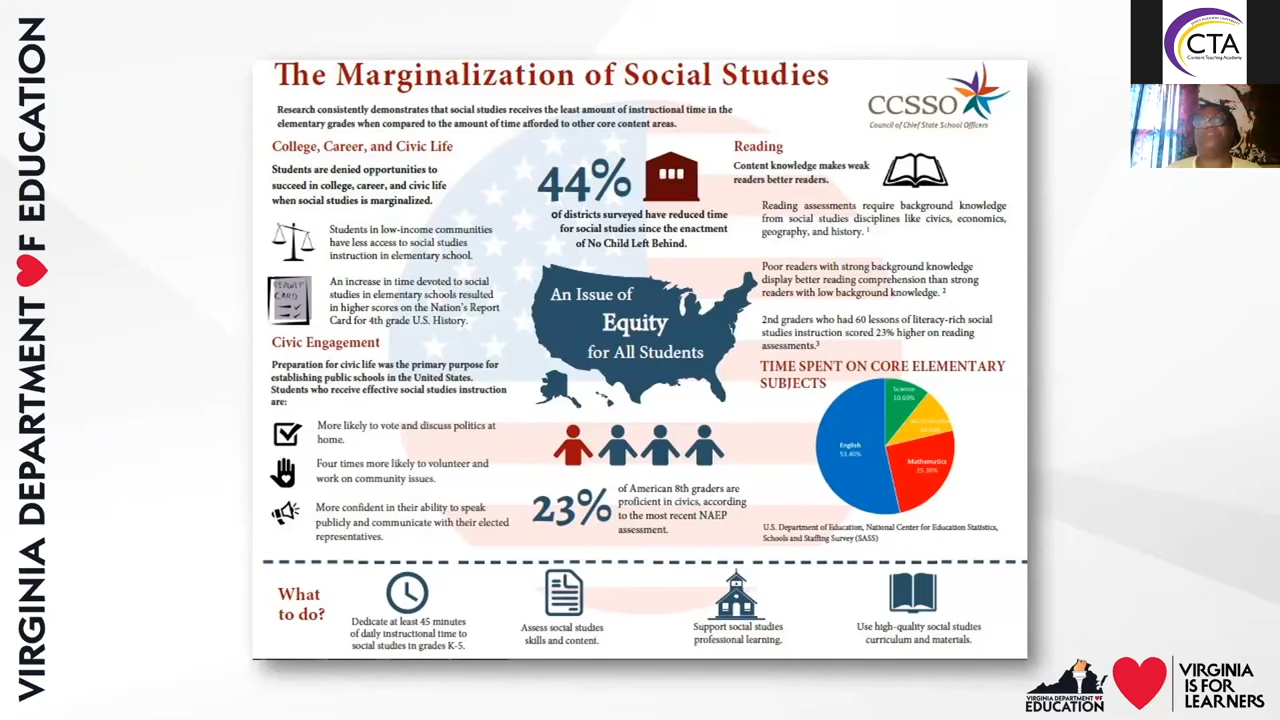 VIRGINIA DEPARTMENT OF EDUCATION
The Marginalization of Social Studies
Research consistently demonstrates that social studies receives the least amount of instructional time in the
elementary grades when compared to the amount of time afforded to other core content areas.
CCSSO
Council of Chief State School Officers
College, Career, and Civic Life
Students are denied opportunities to
succeed in college, career, and civic life
when social studies is marginalized.
Students in low-income communities
have less access to social studies
instruction in elementary school.
REPORT
CARD
An increase in time devoted to social
studies in elementary schools resulted
in higher scores on the Nation's Report
Card for 4th grade U.S. History.
Civic Engagement
Preparation for civic life was the primary purpose for
establishing public schools in the United States.
Students who receive effective social studies instruction
are:
More likely to vote and discuss politics at
home.
Four times more likely to volunteer and
work on community issues.
More confident in their ability to speak
publicly and communicate with their elected
representatives.
44%
of districts surveyed have reduced time
for social studies since the enactment
of No Child Left Behind.
An Issue of
Equity
for All Students
23%
of American 8th graders are
proficient in civics, according
to the most recent NAEP
assessment.
Reading
Content knowledge makes weak
readers better readers.
Reading assessments require background knowledge
from social studies disciplines like civics, economics,
geography, and history. 1
Poor readers with strong background knowledge
display better reading comprehension than strong
readers with low background knowledge. 2
2nd graders who had 60 lessons of literacy-rich social
studies instruction scored 23% higher on reading
assessments.3
TIME SPENT ON CORE ELEMENTARY
SUBJECTS
Science
10.60%
English
53.40%
Mathematics
25.30%
U.S. Department of Education, National Center for Education Statistics,
Schools and Staffing Survey (SASS)
What
to do?
Dedicate at least 45 minutes
of daily instructional time to
social studies in grades K-5.
Assess social studies
skills and content.
Support social studies
professional learning.
Use high-quality social studies
curriculum and materials.
CTA
Content Teaching Academy
VIRGINIA DEPARTMENT OF
EDUCATION
VIRGINIA
IS FOR
LEARNERS